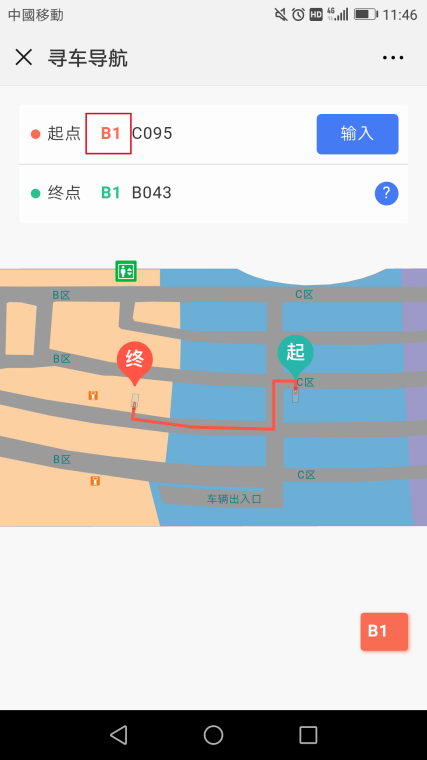 中國移動 HD 4G 11:46
寻车导航
起点 B1 C095 输入
终点 B1 B043 ?
B区 C区
起
终
B区 C区
B区 C区
车辆出入口
B1